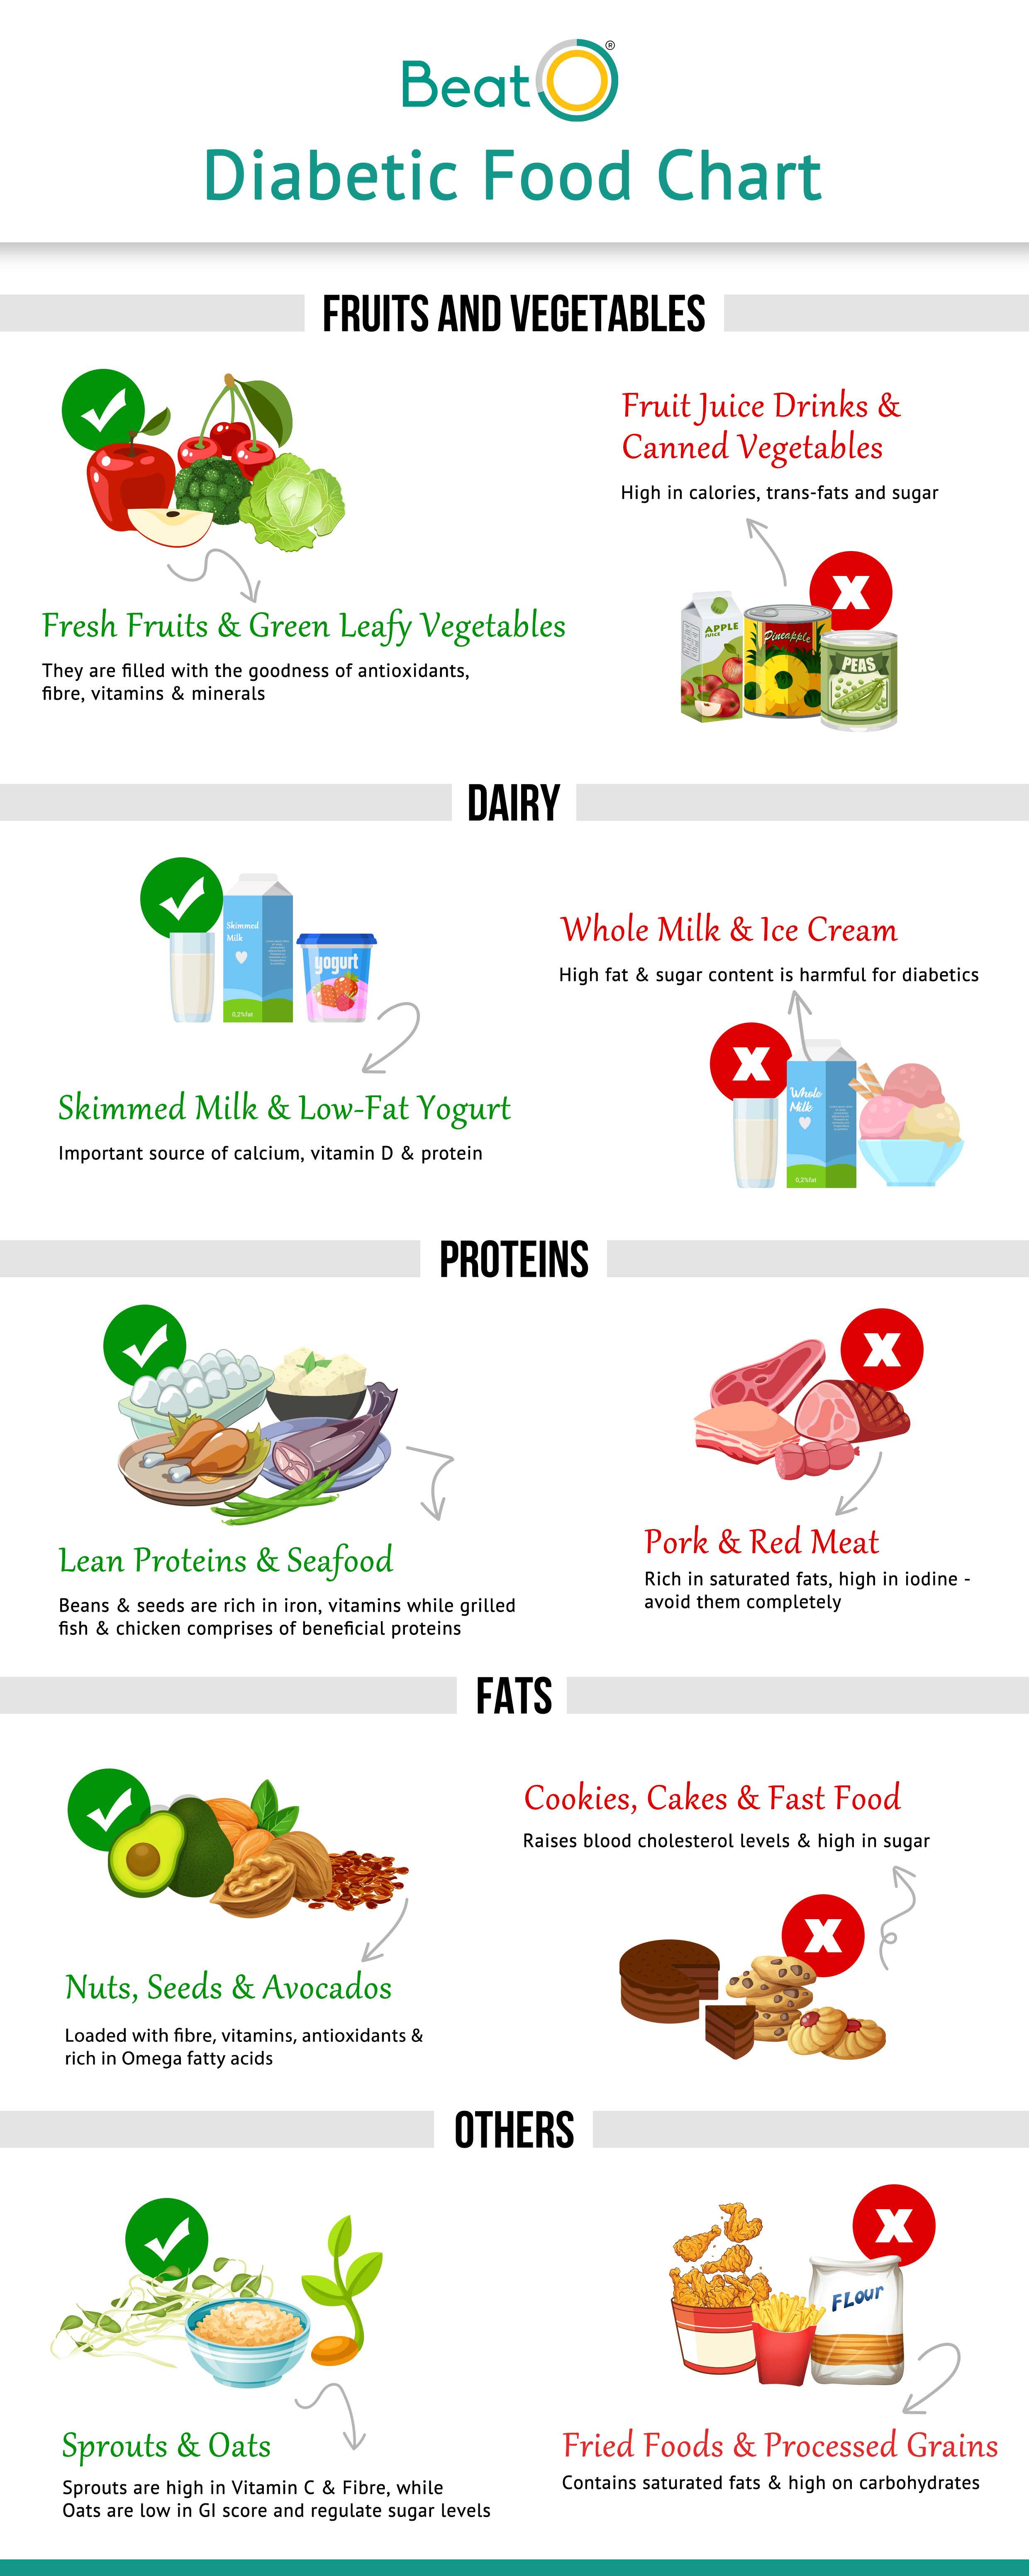 BeatO®
Diabetic Food Chart
FRUITS AND VEGETABLES
Fresh Fruits & Green Leafy Vegetables
They are filled with the goodness of antioxidants,
fibre, vitamins & minerals
Fruit Juice Drinks &
Canned Vegetables
High in calories, trans-fats and sugar
APPLE
JUICE
Pineapple
PEAS
DAIRY
Skimmed
Milk
0,2%fat
yogurt
Skimmed Milk & Low-Fat Yogurt
Important source of calcium, vitamin D & protein
Whole Milk & Ice Cream
High fat & sugar content is harmful for diabetics
Whole
Milk
0,2%fat
PROTEINS
Lean Proteins & Seafood
Beans & seeds are rich in iron, vitamins while grilled
fish & chicken comprises of beneficial proteins
Pork & Red Meat
Rich in saturated fats, high in iodine -
avoid them completely
FATS
Nuts, Seeds & Avocados
Loaded with fibre, vitamins, antioxidants &
rich in Omega fatty acids
Cookies, Cakes & Fast Food
Raises blood cholesterol levels & high in sugar
OTHERS
Sprouts & Oats
Sprouts are high in Vitamin C & Fibre, while
Oats are low in GI score and regulate sugar levels
FLour
Fried Foods & Processed Grains
Contains saturated fats & high on carbohydrates